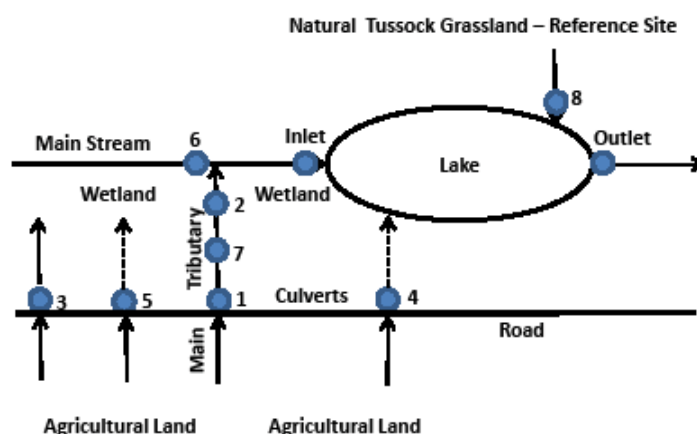 Natural Tussock Grassland – Reference Site
8
6
Inlet
Outlet
Main Stream
Lake
Wetland
Wetland
2
Tributary
7
3
5
1
Culverts
4
Main
Road
Agricultural Land
Agricultural Land